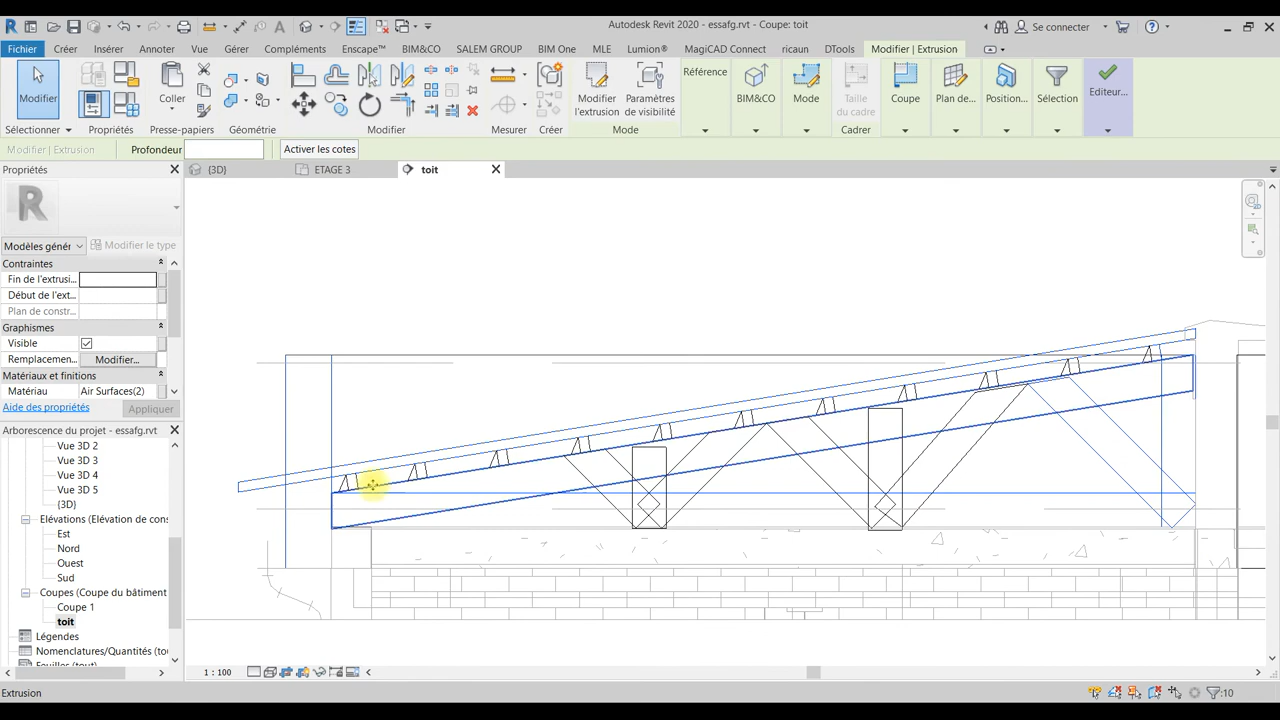 Autodesk Revit 2020 - essafg.rvt - Coupe: toit
Se connecter
Fichier Créer Insérer Annoter Vue Gérer Compléments Enscape™ BIM&CO SALEM GROUP BIM One MLE Lumion® MagiCAD Connect ricaun DTools Modifier | Extrusion
Modifier
Coller
Modifier l'extrusion
Paramètres de visibilité
Référence
BIM&CO
Mode
Taille du cadre
Coupe
Plan de...
Position...
Sélection
Editeur...
Sélectionner Propriétés Presse-papiers Géométrie Modifier Mesurer Créer Mode Cadrer
Modifier | Extrusion Profondeur Activer les cotes
Propriétés
{3D} ETAGE 3 toit
Modèles génér Modifier le type
Contraintes
Fin de l'extrusi...
Début de l'ext...
Plan de constr...
Graphismes
Visible
Remplacemen... Modifier...
Matériaux et finitions
Matériau Air Surfaces(2)
Aide des propriétés Appliquer
Arborescence du projet - essafg.rvt
Vue 3D 2
Vue 3D 3
Vue 3D 4
Vue 3D 5
{3D}
Elévations (Elévation de cons
Est
Nord
Ouest
Sud
Coupes (Coupe du bâtiment
Coupe 1
toit
Légendes
Nomenclatures/Quantités (tou
Feuilles (tout)
1 : 100
Extrusion :10